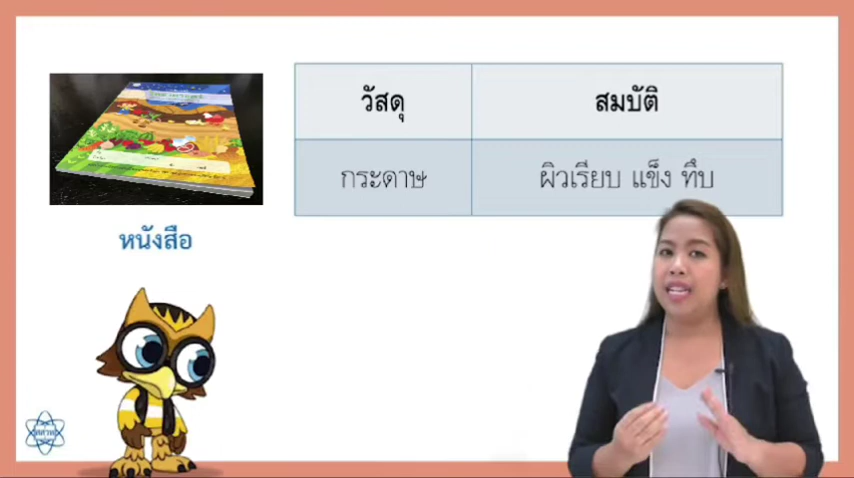 วัสดุ
สมบัติ
กระดาษ
ผิวเรียบ แข็ง ทึบ
หนังสือ